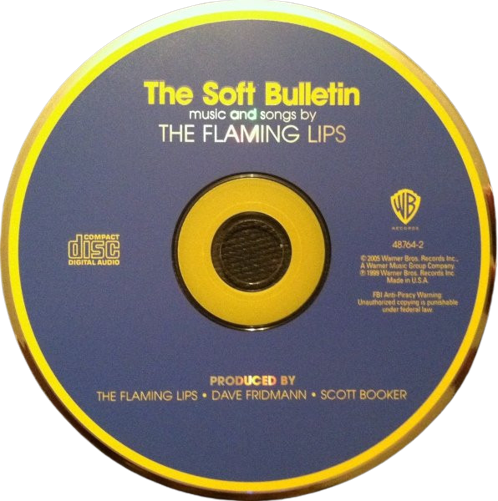 The Soft Bulletin
music and songs by
THE FLAMING LIPS
WB
RECORDS
COMPACT
disc
DIGITAL AUDIO
48764-2
© 2005 Warner Bros. Records Inc.,
A Warner Music Group Company.
℗ 1999 Warner Bros. Records Inc.
Made in U.S.A.
FBI Anti-Piracy Warning:
Unauthorized copying is punishable
under federal law.
PRODUCED BY
THE FLAMING LIPS • DAVE FRIDMANN • SCOTT BOOKER